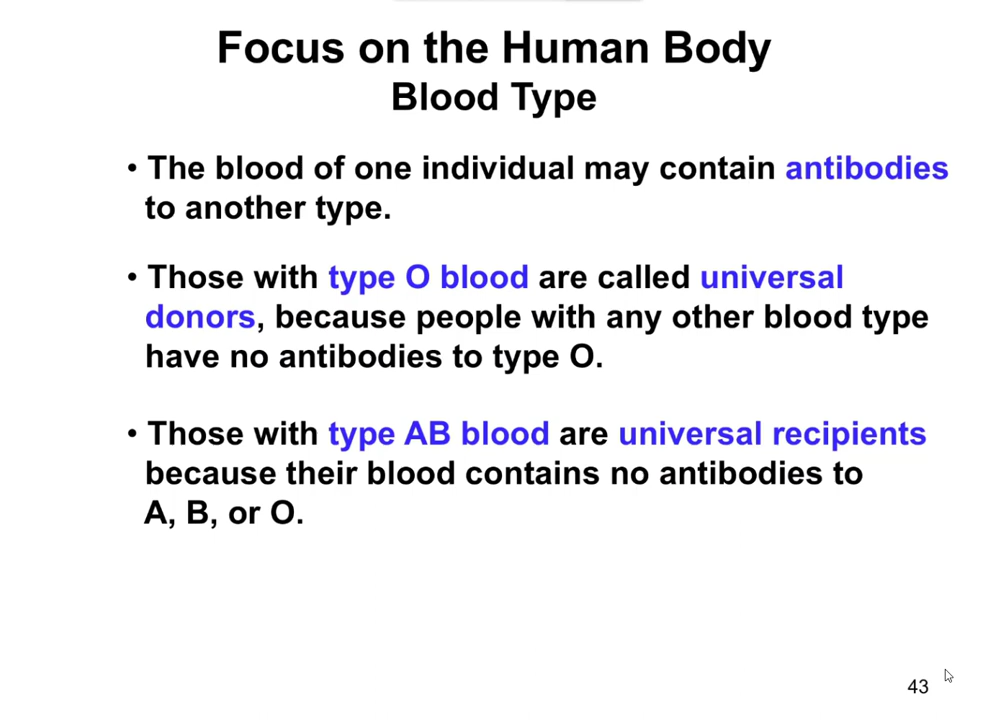 Focus on the Human Body
Blood Type
• The blood of one individual may contain antibodies
to another type.
• Those with type O blood are called universal
donors, because people with any other blood type
have no antibodies to type O.
• Those with type AB blood are universal recipients
because their blood contains no antibodies to
A, B, or O.
43